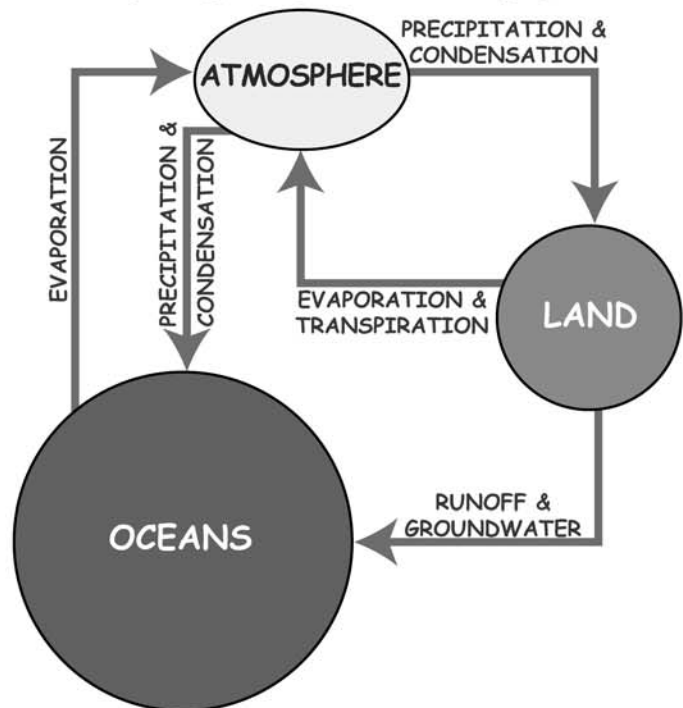 PRECIPITATION &
CONDENSATION
ATMOSPHERE
EVAPORATION
PRECIPITATION &
CONDENSATION
EVAPORATION &
TRANSPIRATION
LAND
RUNOFF &
GROUNDWATER
OCEANS